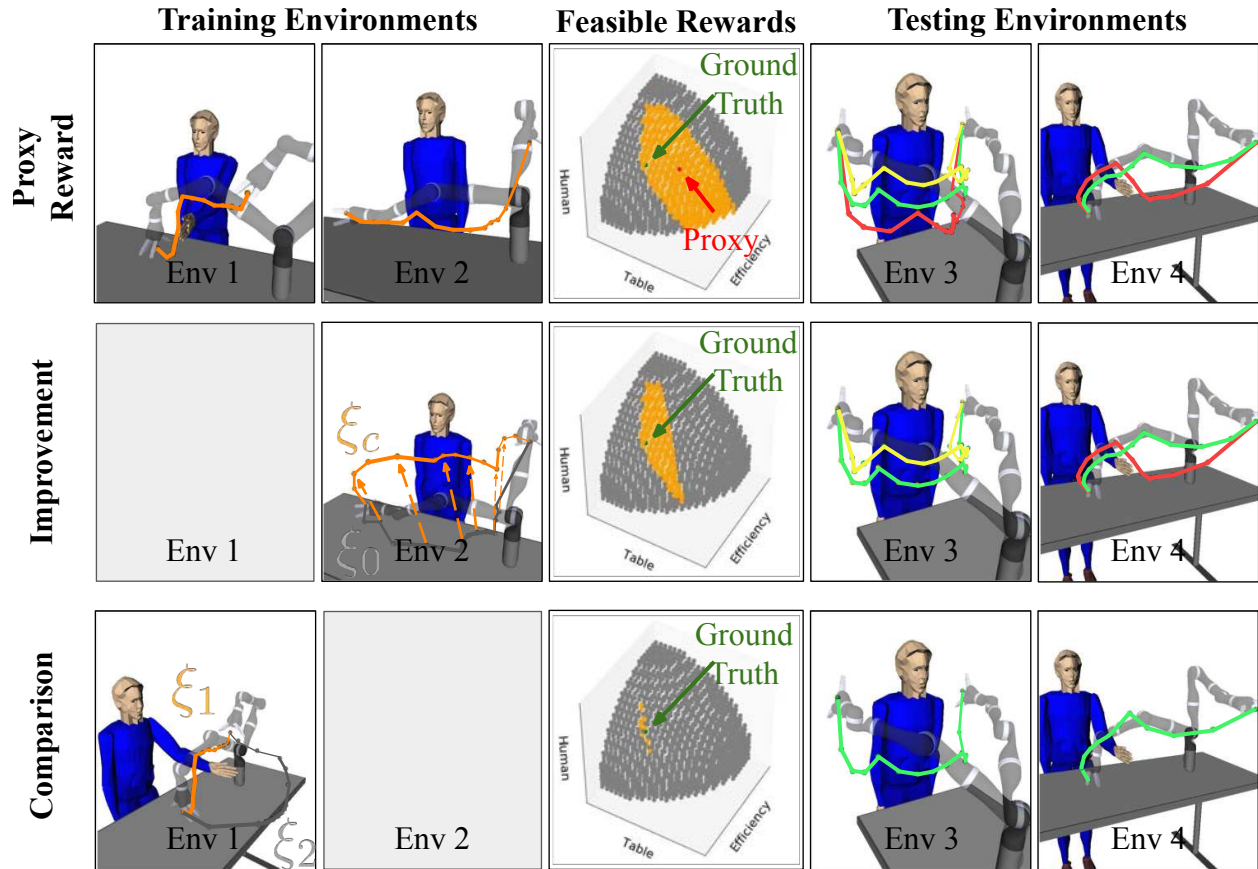 Training Environments
Feasible Rewards
Testing Environments
Proxy
Reward
Env 1
Env 2
Ground
Truth
Proxy
Human
Table
Efficiency
Env 3
Env 4
Improvement
Env 1
ξc
ξ0
Env 2
Ground
Truth
Human
Table
Efficiency
Env 3
Env 4
Comparison
ξ1
ξ2
Env 1
Env 2
Ground
Truth
Human
Table
Efficiency
Env 3
Env 4